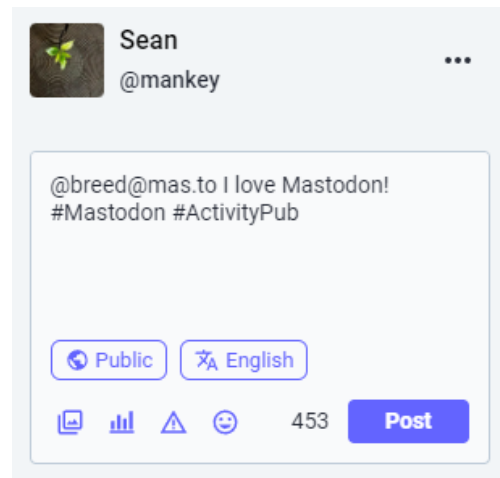 Sean
@mankey
@breed@mas.to I love Mastodon!
#Mastodon #ActivityPub
Public
English
453
Post